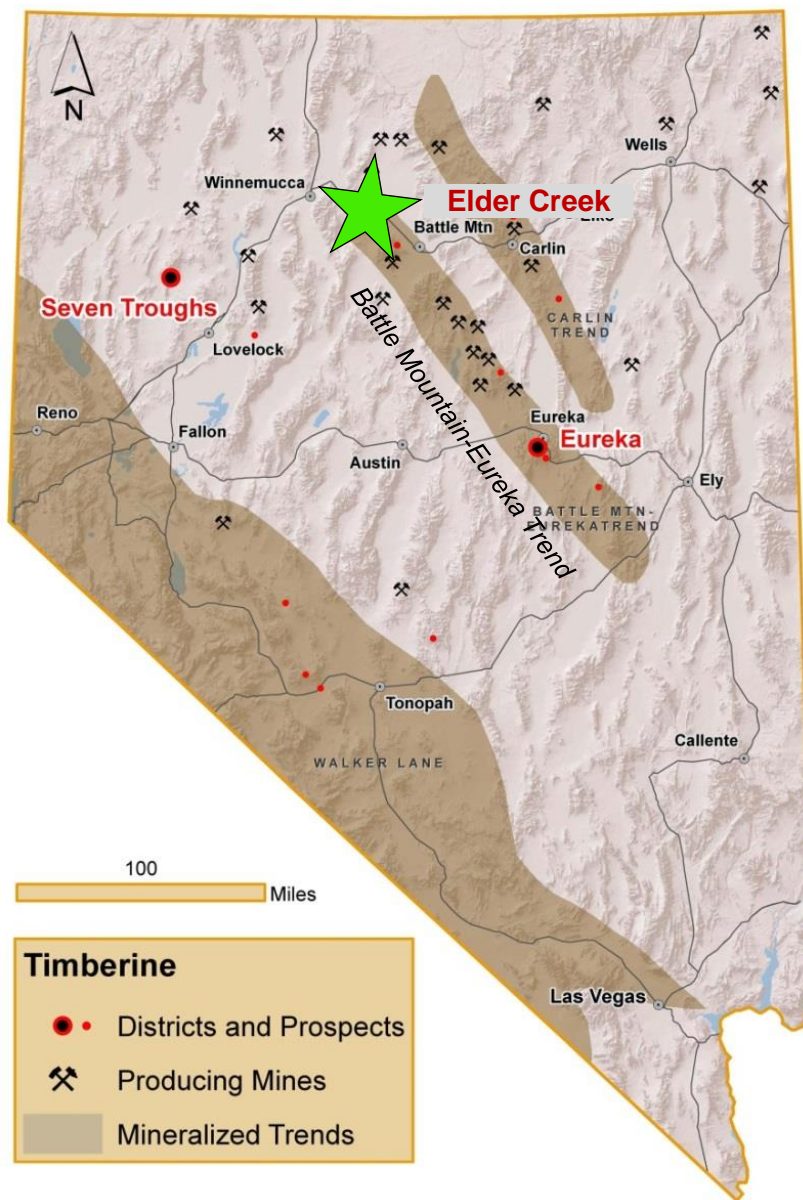 N
Wells
Winnemucca
Elder Creek
Battle Mtn
Carlin
Seven Troughs
CARLIN
TREND
Lovelock
Battle Mountain-Eureka Trend
Reno
Fallon
Eureka
Eureka
Austin
Ely
BATTLE MTN-
EUREKATREND
Tonopah
Callente
WALKER LANE
100
Miles
Las Vegas
Timberine
Districts and Prospects
Producing Mines
Mineralized Trends